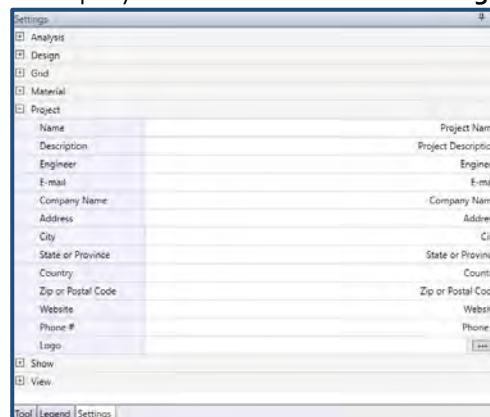 Settings
Analysis
Design
Grid
Material
Project
Name Project Nam
Description Project Descriptio
Engineer Enginee
E-mail E-ma
Company Name Company Nam
Address Addre
City Ci
State or Province State or Provinc
Country Count
Zip or Postal Code Zip or Postal Cod
Website Websit
Phone # Phone
Logo ...
Show
View
Tool Legend Settings